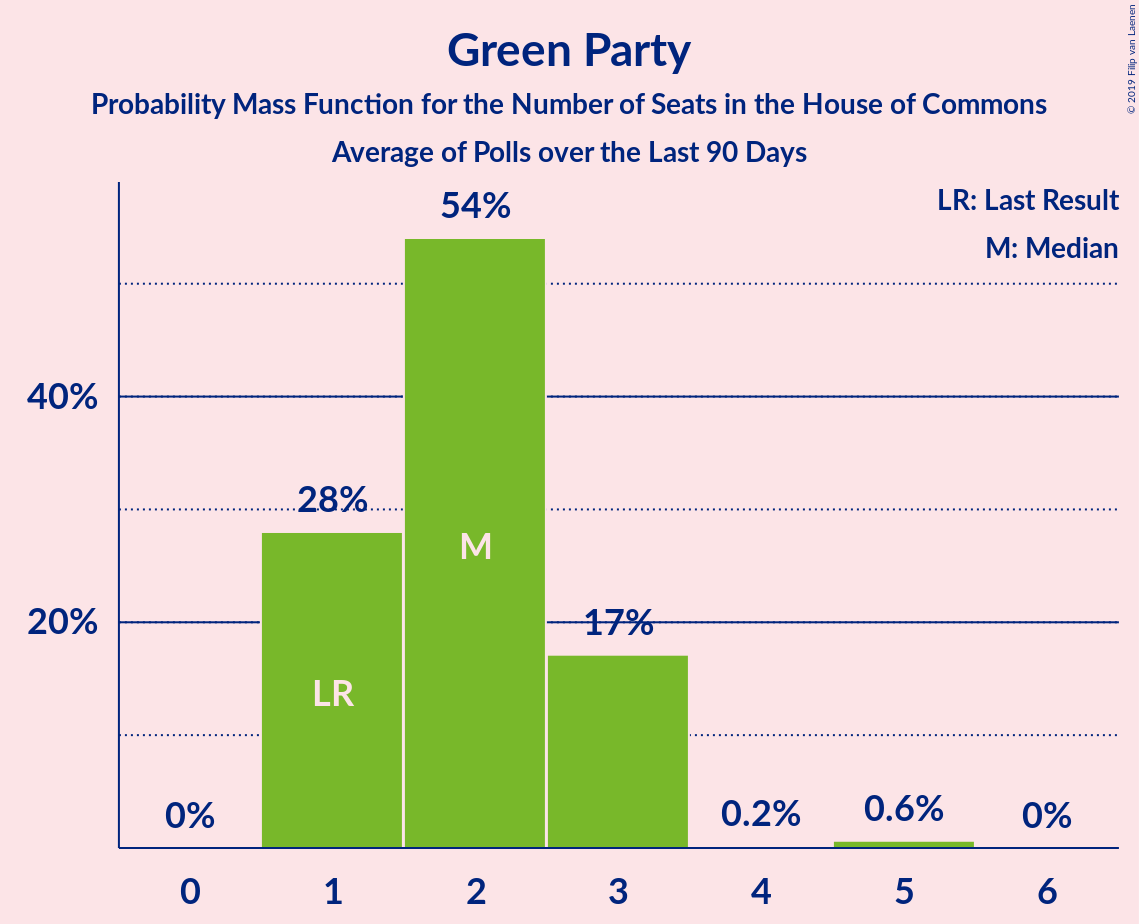 Green Party
Probability Mass Function for the Number of Seats in the House of Commons
Average of Polls over the Last 90 Days
© 2019 Filip van Laenen
LR: Last Result
M: Median
54%
40%
28%
M
20%
17%
LR
0%
0.2%
0.6%
0%
0 1 2 3 4 5 6